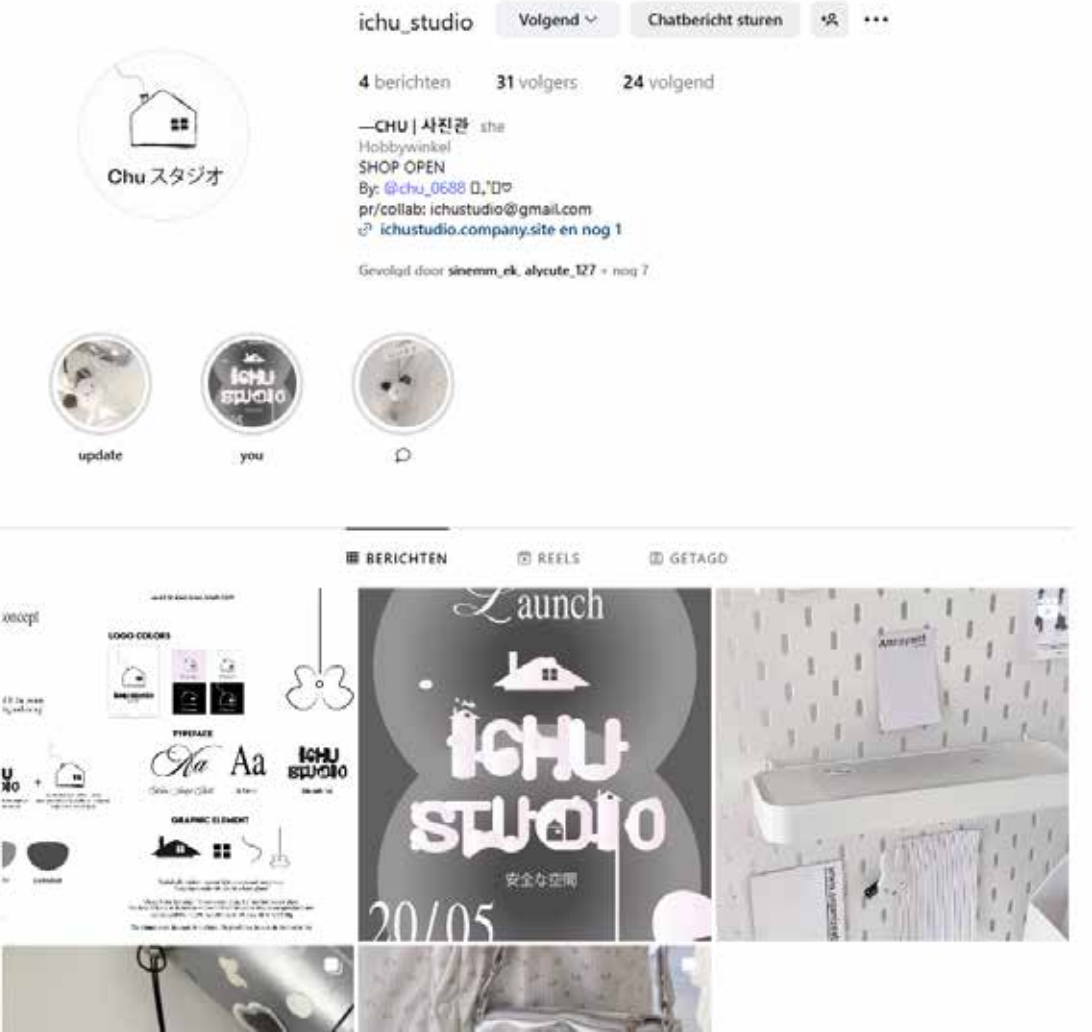 ichu_studio Volgend Chatbericht sturen
4 berichten 31 volgers 24 volgend
—CHU | 사진관 she
Hobbywinkel
SHOP OPEN
By: @chu_0688
pr/collab: ichustudio@gmail.com
ichustudio.company.site en nog 1
Gevolgd door sinemm_ek, alycute_127 + nog 7
Chu スタジオ
ICHU
STUDIO
update you
BERICHTEN REELS GETAGD
oncept
LOGO COLORS
TYPEFACE
Aa Aa ICHU
STUDIO
GRAPHIC ELEMENT
Launch
ICHU
STUDIO
安全な空間
20/05